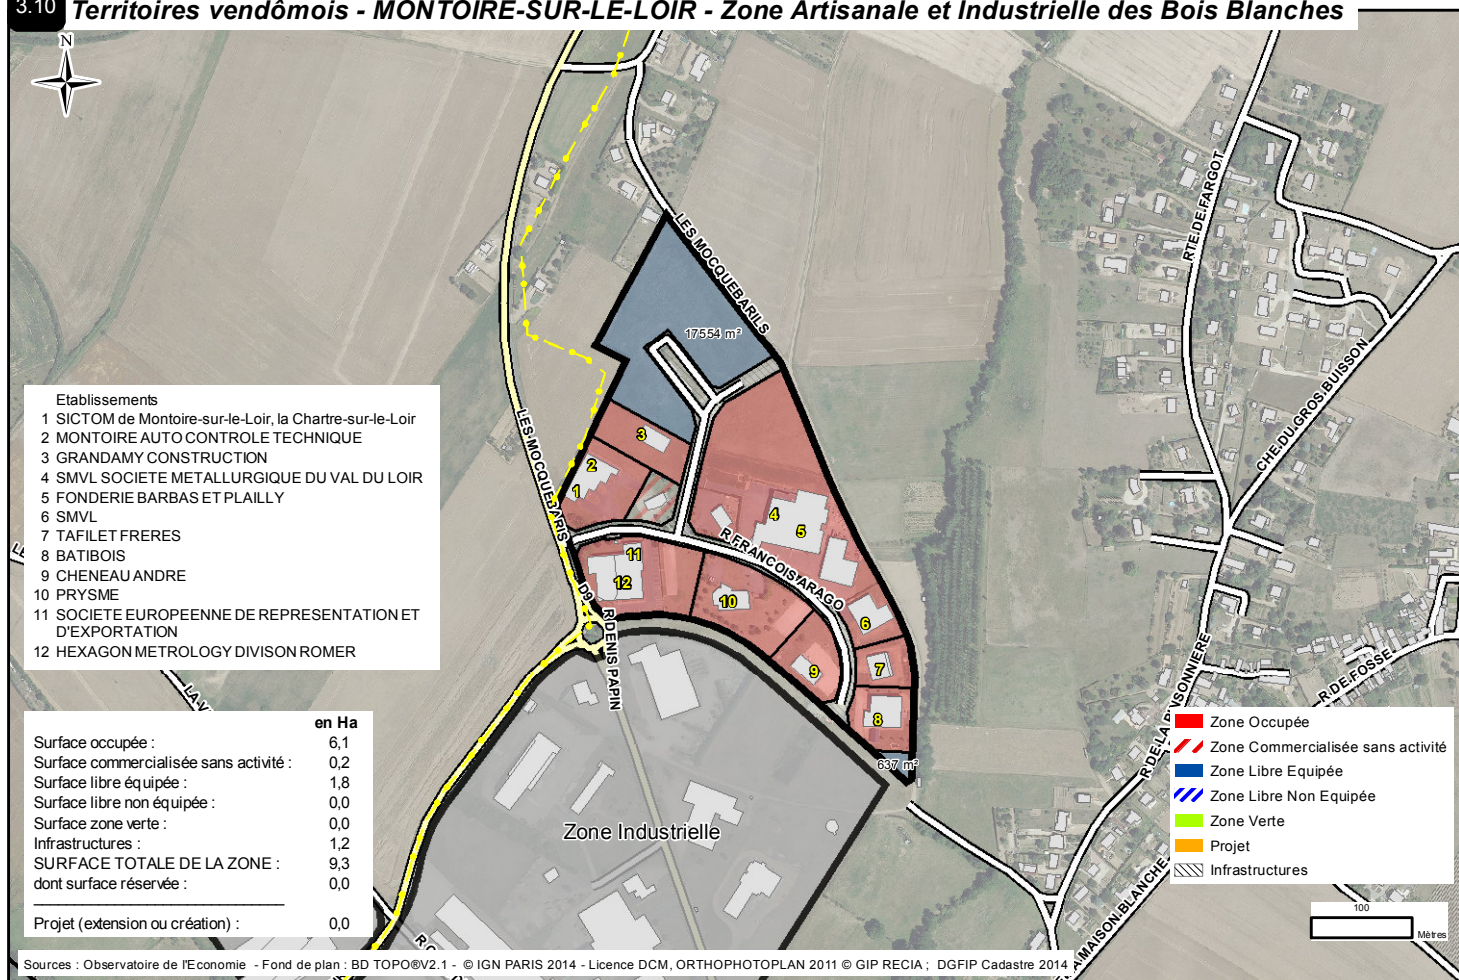 3.10 Territoires vendômois - MONTOIRE-SUR-LE-LOIR - Zone Artisanale et Industrielle des Bois Blanches
N
LES MOCQUEBARILS
17554 m²
RTE.DE.FARGOT
CHE.DU.GROS.BUISSON
LES.MOCQUEBARIS
D9
R.DENIS PAPIN
R.FRANCOIS.ARAGO
3
2
1
4
5
11
12
10
6
9
7
8
637 m²
Zone Industrielle
R.DE.FOSSE
Etablissements
1 SICTOM de Montoire-sur-le-Loir, la Chartre-sur-le-Loir
2 MONTOIRE AUTO CONTROLE TECHNIQUE
3 GRANDAMY CONSTRUCTION
4 SMVL SOCIETE METALLURGIQUE DU VAL DU LOIR
5 FONDERIE BARBAS ET PLAILLY
6 SMVL
7 TAFILET FRERES
8 BATIBOIS
9 CHENEAU ANDRE
10 PRYSME
11 SOCIETE EUROPEENNE DE REPRESENTATION ET
D'EXPORTATION
12 HEXAGON METROLOGY DIVISON ROMER
en Ha
Surface occupée : 6,1
Surface commercialisée sans activité : 0,2
Surface libre équipée : 1,8
Surface libre non équipée : 0,0
Surface zone verte : 0,0
Infrastructures : 1,2
SURFACE TOTALE DE LA ZONE : 9,3
dont surface réservée : 0,0
Projet (extension ou création) : 0,0
Zone Occupée
Zone Commercialisée sans activité
Zone Libre Equipée
Zone Libre Non Equipée
Zone Verte
Projet
Infrastructures
100
Mètres
Sources : Observatoire de l'Economie - Fond de plan : BD TOPO®V2.1 - © IGN PARIS 2014 - Licence DCM, ORTHOPHOTOPLAN 2011 © GIP RECIA ; DGFIP Cadastre 2014